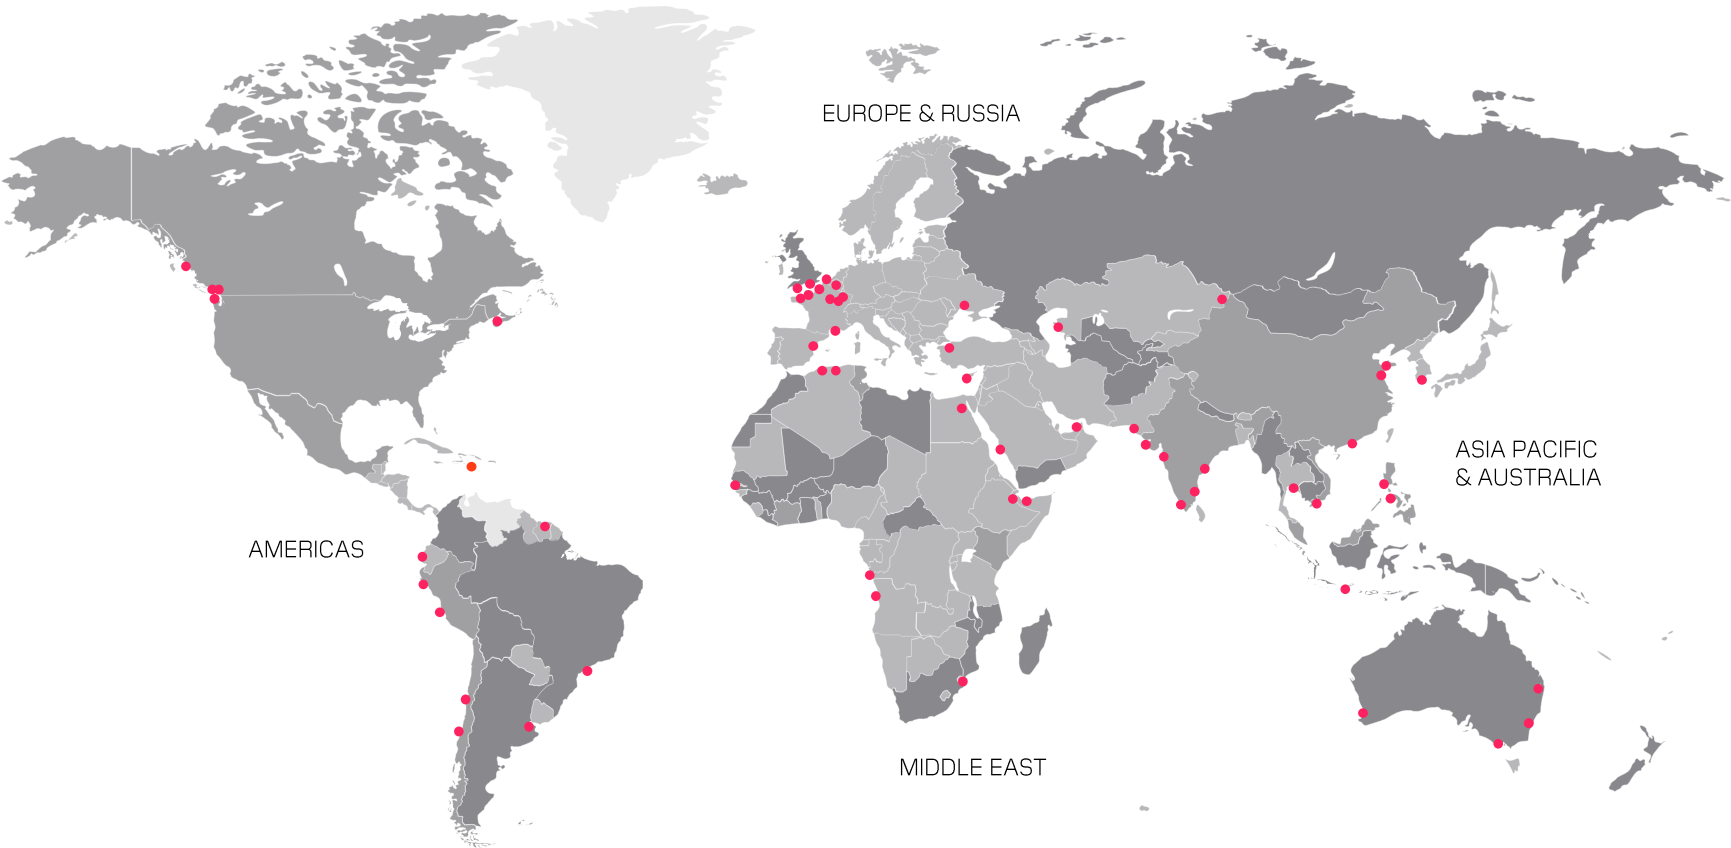 EUROPE & RUSSIA
ASIA PACIFIC
& AUSTRALIA
AMERICAS
MIDDLE EAST